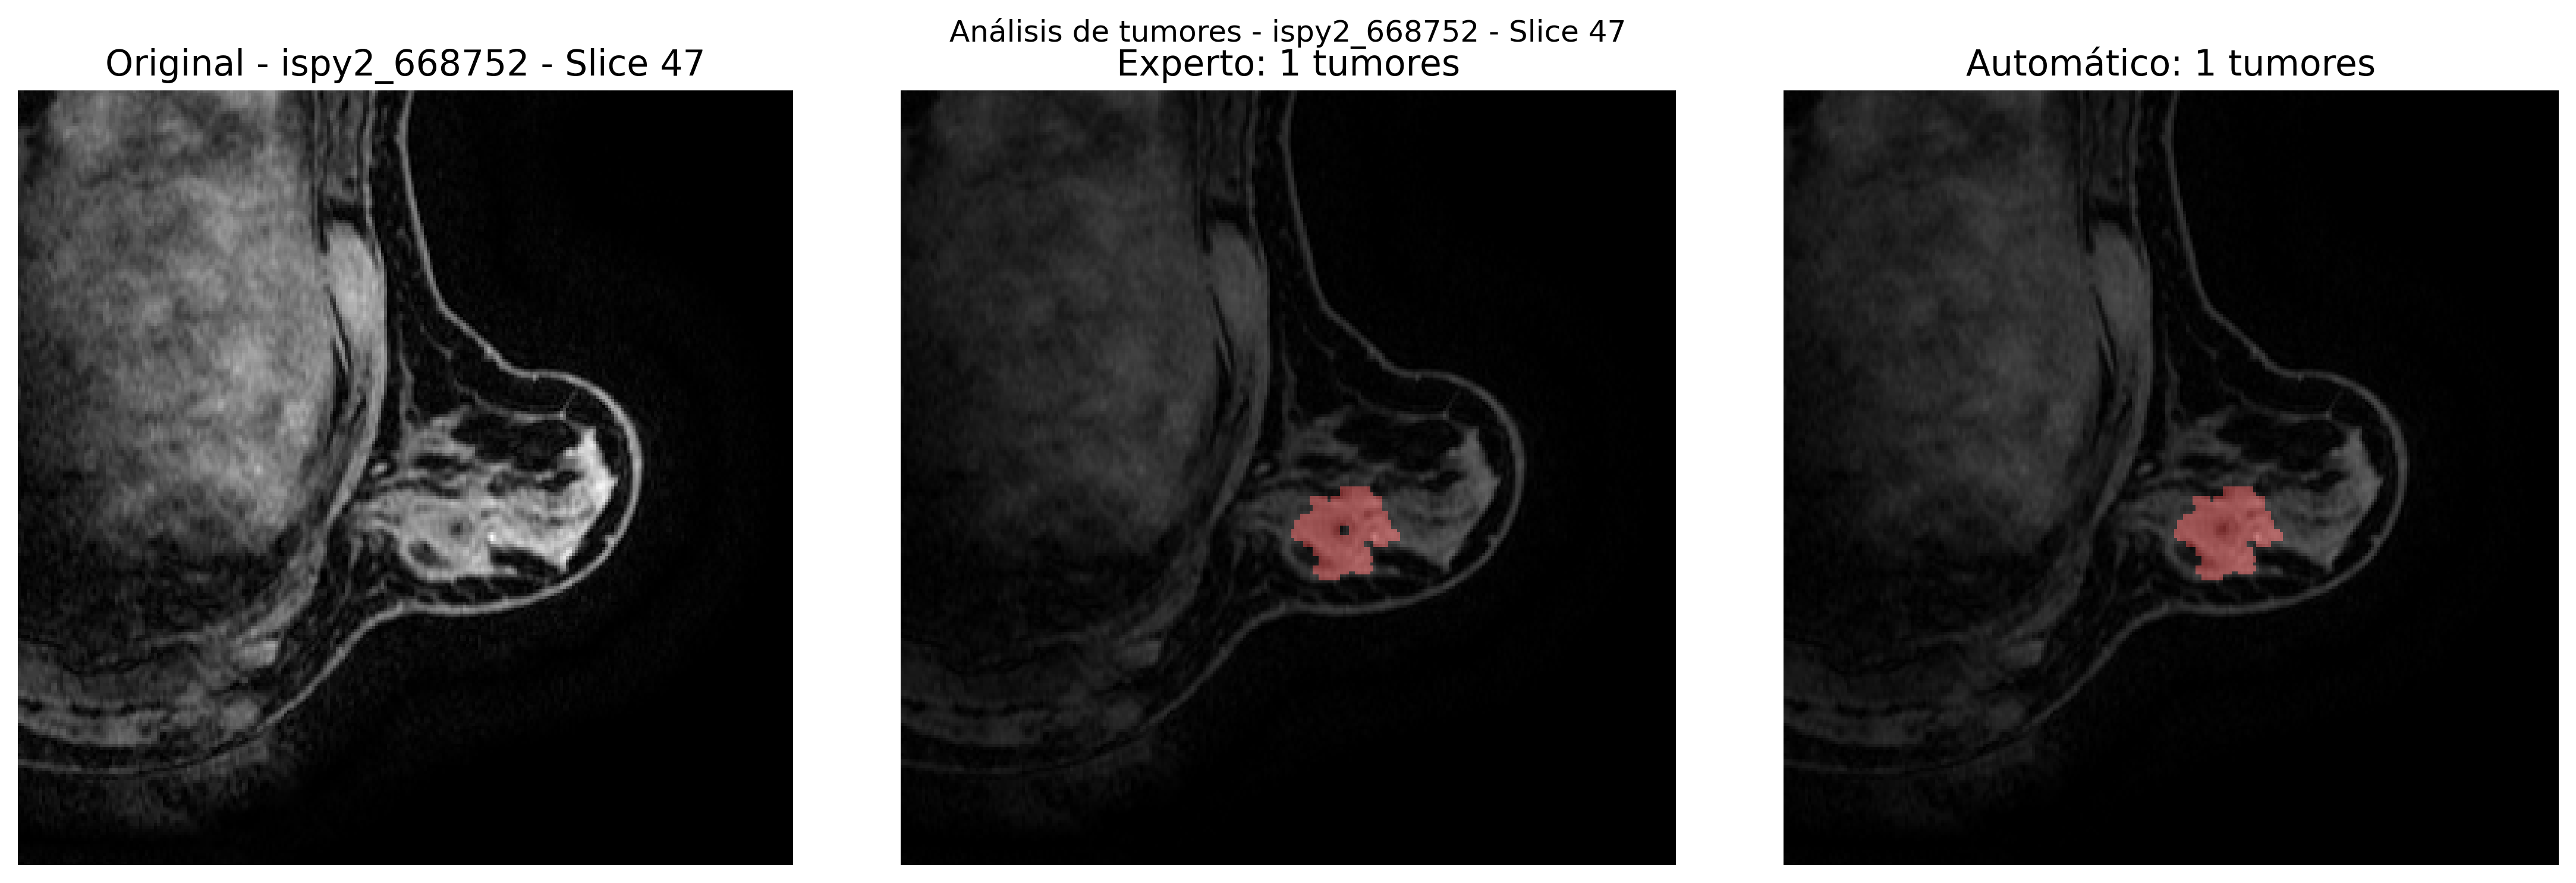 Análisis de tumores - ispy2_668752 - Slice 47
Original - ispy2_668752 - Slice 47
Experto: 1 tumores
Automático: 1 tumores